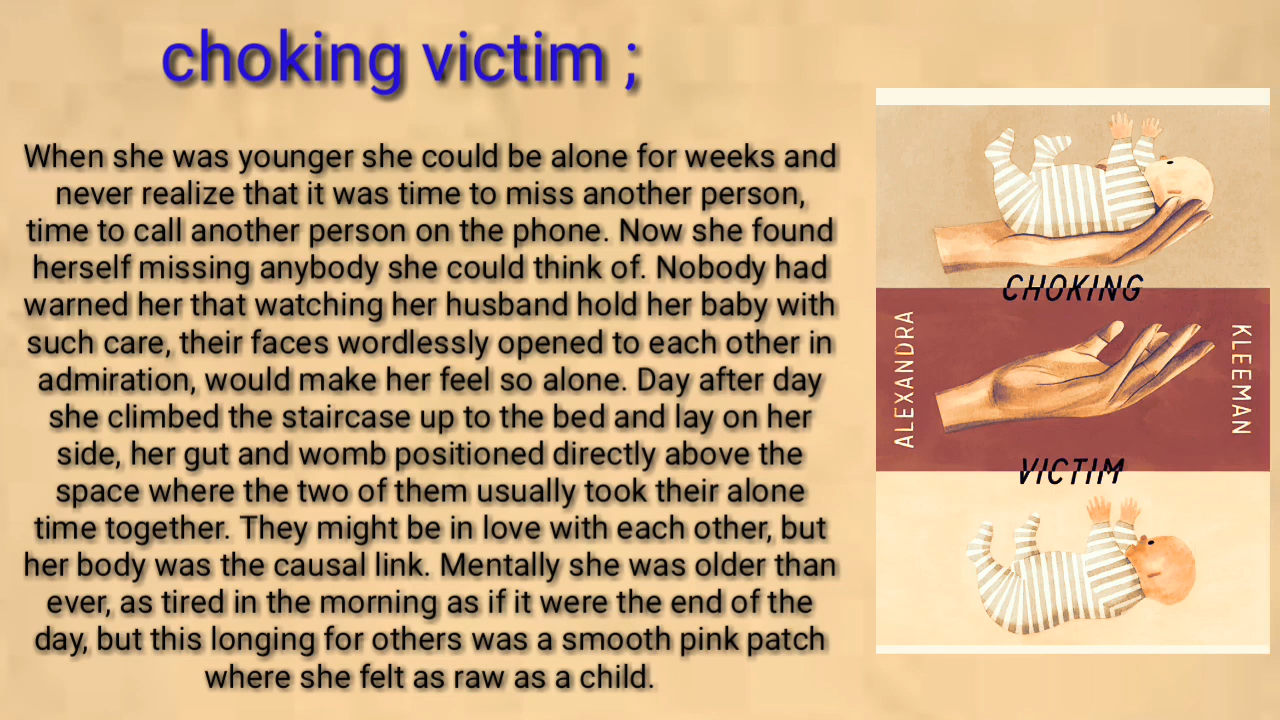 choking victim ;
When she was younger she could be alone for weeks and
never realize that it was time to miss another person,
time to call another person on the phone. Now she found
herself missing anybody she could think of. Nobody had
warned her that watching her husband hold her baby with
such care, their faces wordlessly opened to each other in
admiration, would make her feel so alone. Day after day
she climbed the staircase up to the bed and lay on her
side, her gut and womb positioned directly above the
space where the two of them usually took their alone
time together. They might be in love with each other, but
her body was the causal link. Mentally she was older than
ever, as tired in the morning as if it were the end of the
day, but this longing for others was a smooth pink patch
where she felt as raw as a child.
CHOKING
ALEXANDRA
KLEEMAN
VICTIM